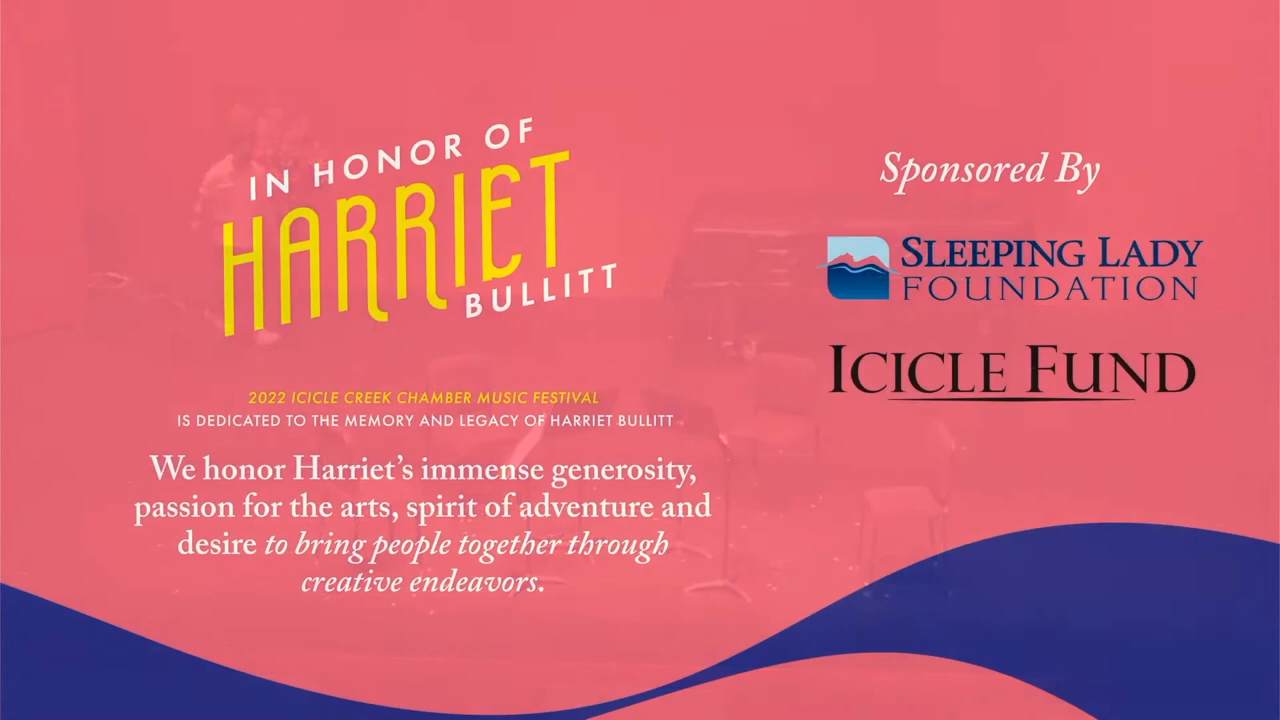 IN HONOR OF
HARRIET
BULLITT
2022 ICICLE CREEK CHAMBER MUSIC FESTIVAL
IS DEDICATED TO THE MEMORY AND LEGACY OF HARRIET BULLITT
We honor Harriet’s immense generosity,
passion for the arts, spirit of adventure and
desire to bring people together through
creative endeavors.
Sponsored By
SLEEPING LADY
FOUNDATION
ICICLE FUND